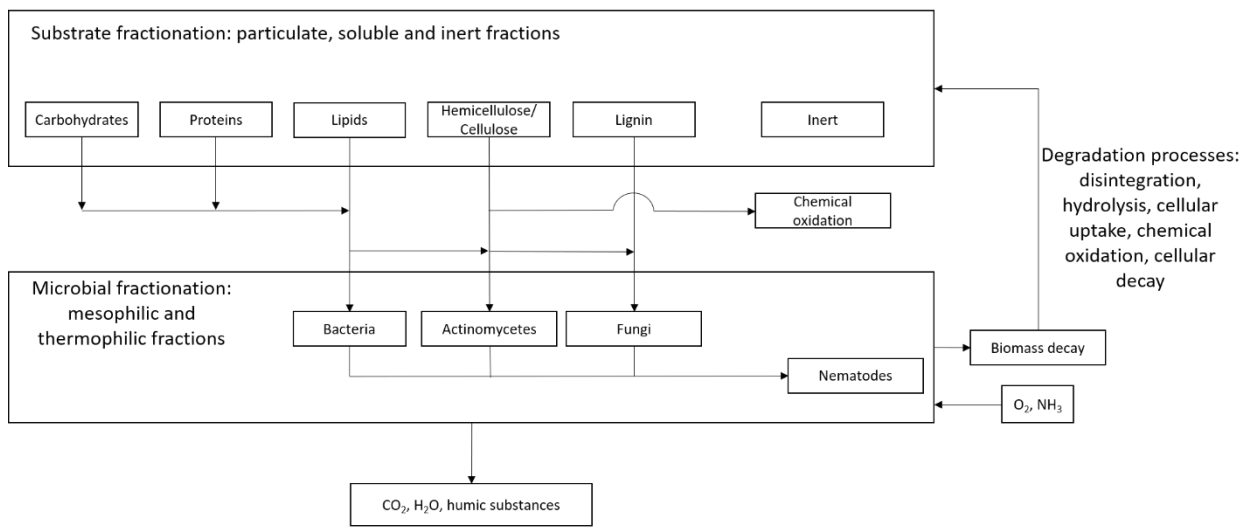 Substrate fractionation: particulate, soluble and inert fractions
Carbohydrates
Proteins
Lipids
Hemicellulose/
Cellulose
Lignin
Inert
Degradation processes:
disintegration,
hydrolysis, cellular
uptake, chemical
oxidation, cellular
decay
Chemical
oxidation
Microbial fractionation:
mesophilic and
thermophilic fractions
Bacteria
Actinomycetes
Fungi
Nematodes
Biomass decay
O₂, NH₃
CO₂, H₂O, humic substances